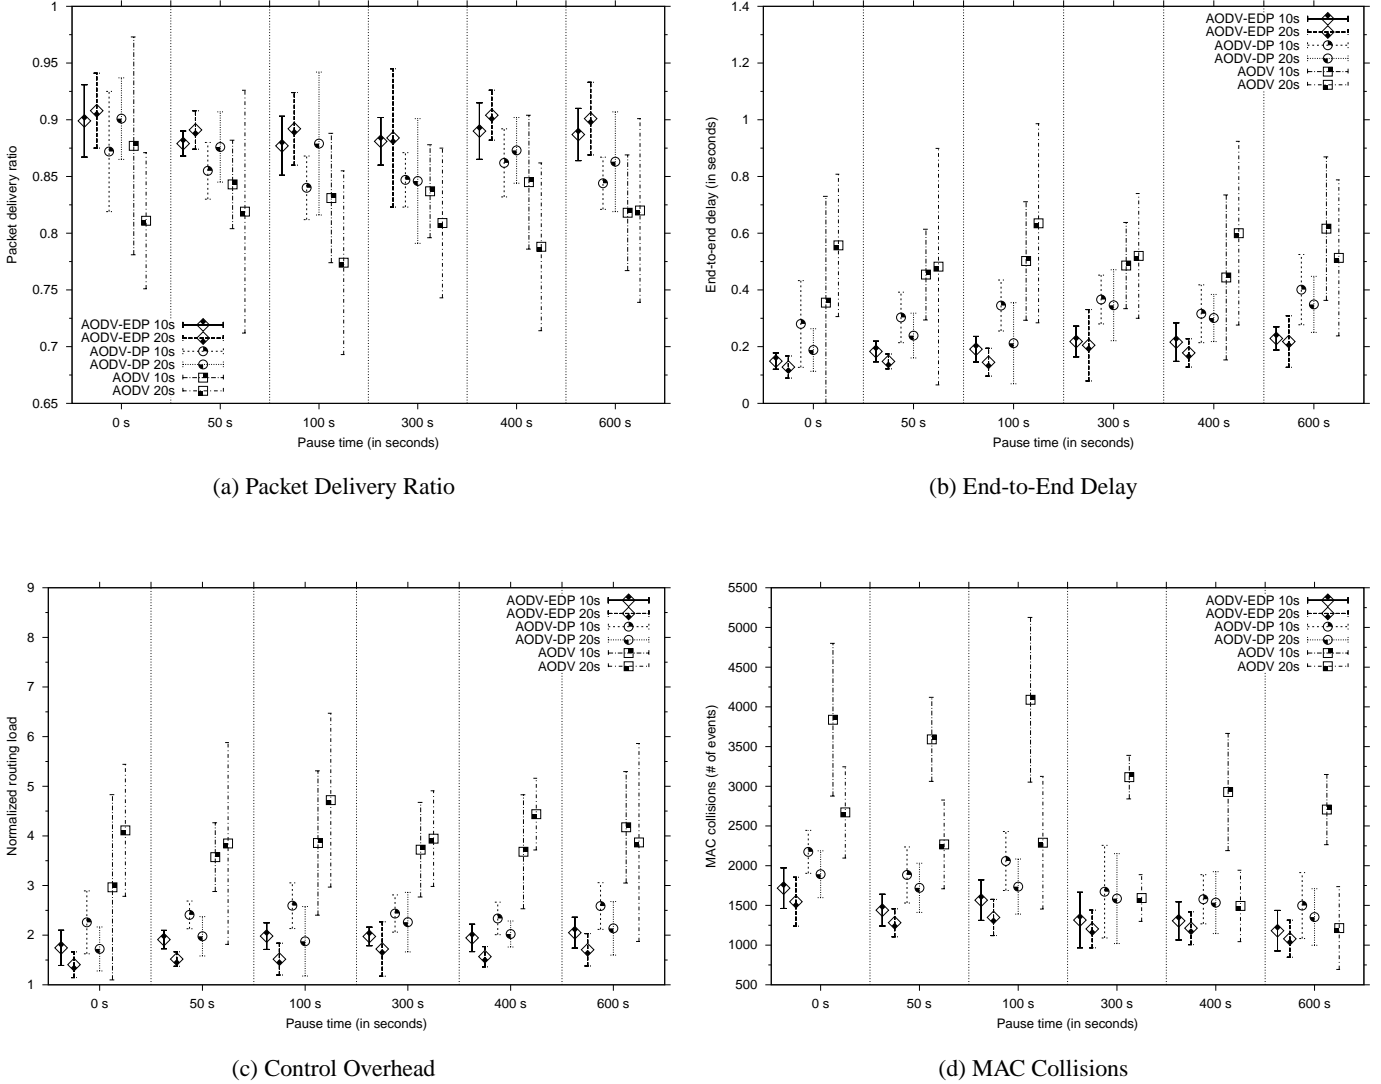 1
0.95
0.9
0.85
0.8
0.75
0.7
0.65
Packet delivery ratio
AODV-EDP 10s
AODV-EDP 20s
AODV-DP 10s
AODV-DP 20s
AODV 10s
AODV 20s
0 s 50 s 100 s 300 s 400 s 600 s
Pause time (in seconds)
(a) Packet Delivery Ratio
1.4
1.2
1
0.8
0.6
0.4
0.2
0
End-to-end delay (in seconds)
AODV-EDP 10s
AODV-EDP 20s
AODV-DP 10s
AODV-DP 20s
AODV 10s
AODV 20s
0 s 50 s 100 s 300 s 400 s 600 s
Pause time (in seconds)
(b) End-to-End Delay
9
8
7
6
5
4
3
2
1
Normalized routing load
AODV-EDP 10s
AODV-EDP 20s
AODV-DP 10s
AODV-DP 20s
AODV 10s
AODV 20s
0 s 50 s 100 s 300 s 400 s 600 s
Pause time (in seconds)
(c) Control Overhead
5500
5000
4500
4000
3500
3000
2500
2000
1500
1000
500
MAC collisions (# of events)
AODV-EDP 10s
AODV-EDP 20s
AODV-DP 10s
AODV-DP 20s
AODV 10s
AODV 20s
0 s 50 s 100 s 300 s 400 s 600 s
Pause time (in seconds)
(d) MAC Collisions